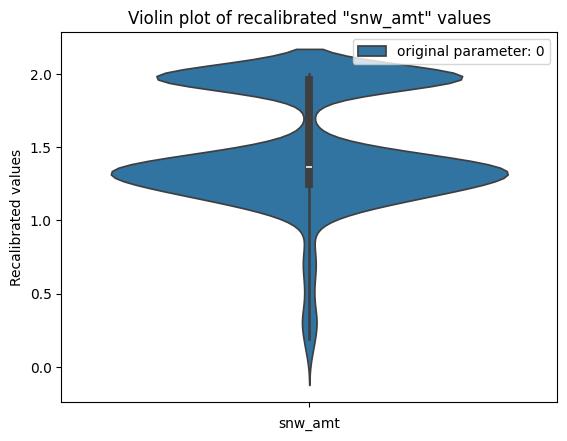 Violin plot of recalibrated "snw_amt" values
original parameter: 0
2.0
1.5
1.0
0.5
0.0
Recalibrated values
snw_amt